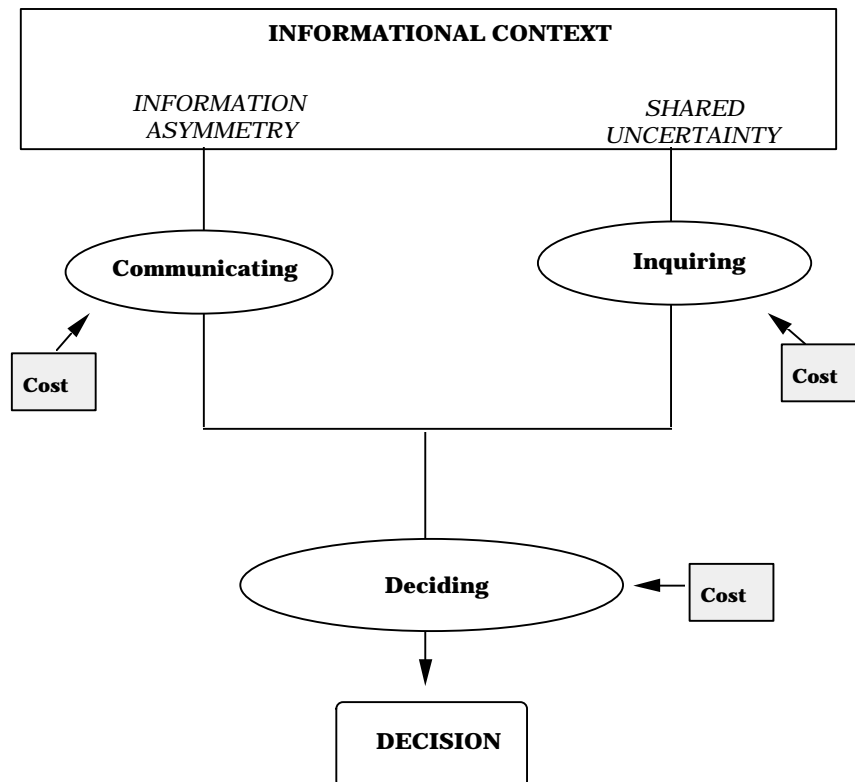 INFORMATIONAL CONTEXT
INFORMATION
ASYMMETRY
SHARED
UNCERTAINTY
Communicating
Inquiring
Cost
Cost
Deciding
Cost
DECISION